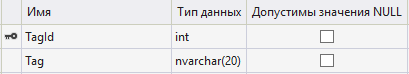 Имя Тип данных Допустимы значения NULL
TagId int
Tag nvarchar(20)